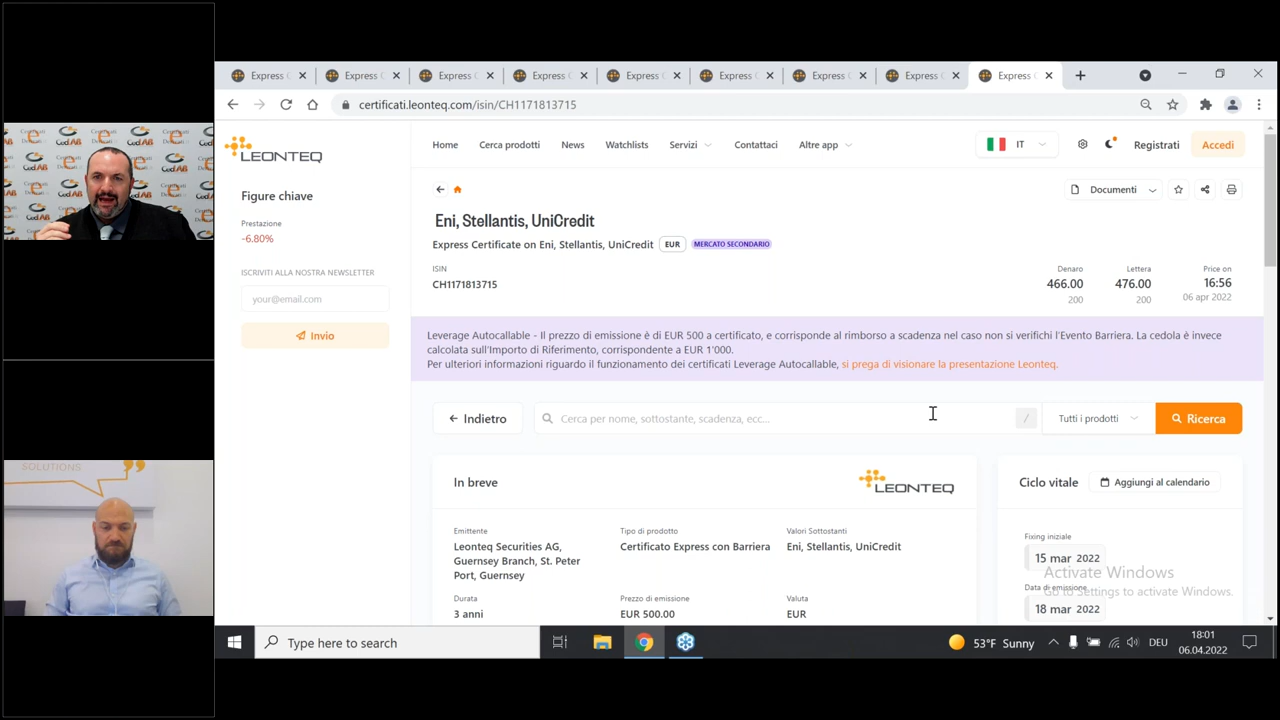 Express
Express
Express
Express
Express
Express
Express
Express
Express
certificati.leonteq.com/isin/CH1171813715
LEONTEQ
Home
Cerca prodotti
News
Watchlists
Servizi
Contattaci
Altre app
IT
Registrati
Accedi
Figure chiave
Prestazione
-6.80%
ISCRIVITI ALLA NOSTRA NEWSLETTER
your@email.com
Invio
Documenti
Eni, Stellantis, UniCredit
Express Certificate on Eni, Stellantis, UniCredit EUR MERCATO SECONDARIO
ISIN
CH1171813715
Denaro Lettera Price on
466.00 476.00 16:56
200 200 06 apr 2022
Leverage Autocallable - Il prezzo di emissione è di EUR 500 a certificato, e corrisponde al rimborso a scadenza nel caso non si verifichi l'Evento Barriera. La cedola è invece
calcolata sull'Importo di Riferimento, corrispondente a EUR 1'000.
Per ulteriori informazioni riguardo il funzionamento dei certificati Leverage Autocallable, si prega di visionare la presentazione Leonteq.
Indietro
Cerca per nome, sottostante, scadenza, ecc...
/
Tutti i prodotti
Ricerca
In breve
LEONTEQ
Emittente
Leonteq Securities AG,
Guernsey Branch, St. Peter
Port, Guernsey
Tipo di prodotto
Certificato Express con Barriera
Valori Sottostanti
Eni, Stellantis, UniCredit
Durata
3 anni
Prezzo di emissione
EUR 500.00
Valuta
EUR
Ciclo vitale
Aggiungi al calendario
Fixing iniziale
15 mar 2022
Data di emissione
18 mar 2022
Activate Windows
Go to Settings to activate Windows.
SOLUTIONS
Type here to search
53°F Sunny
DEU
18:01
06.04.2022